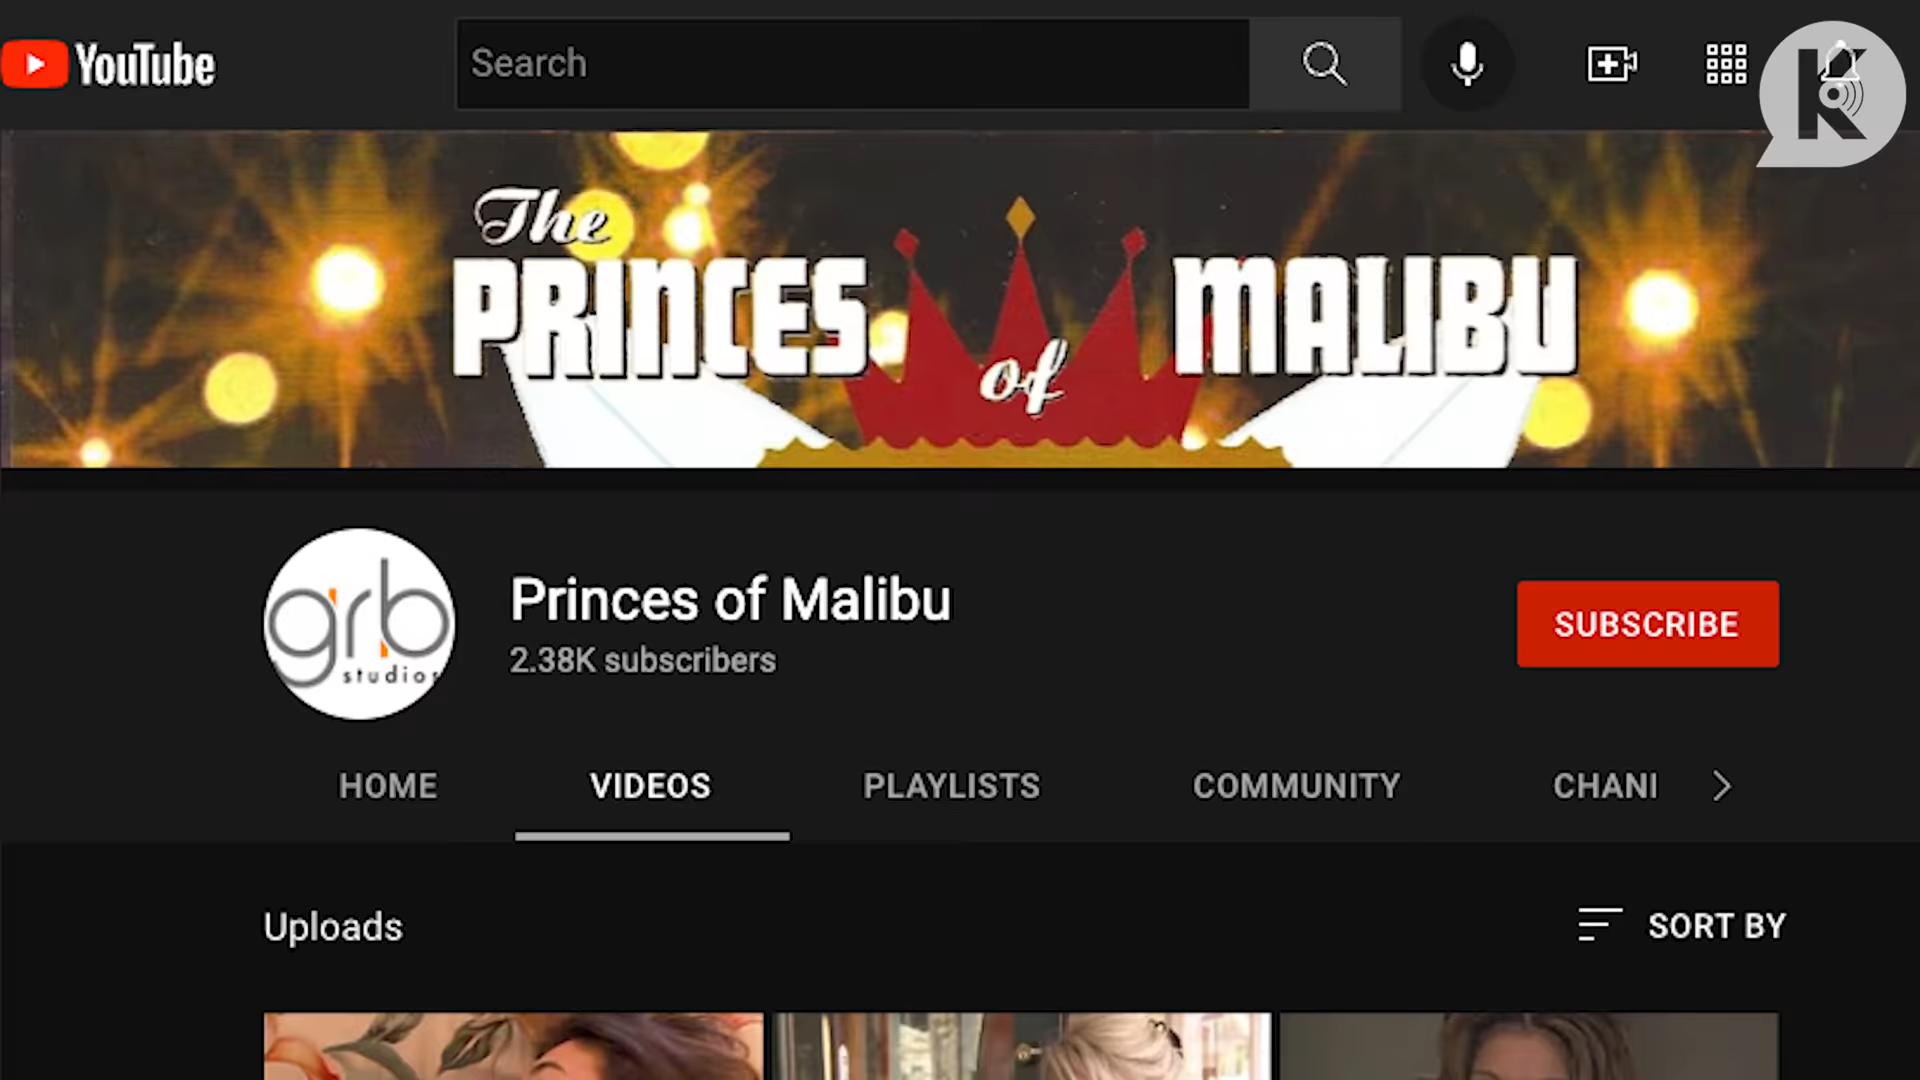 YouTube
Search
K
The
PRINCES of MALIBU
grb
studios
Princes of Malibu
2.38K subscribers
SUBSCRIBE
HOME
VIDEOS
PLAYLISTS
COMMUNITY
CHANI
Uploads
SORT BY